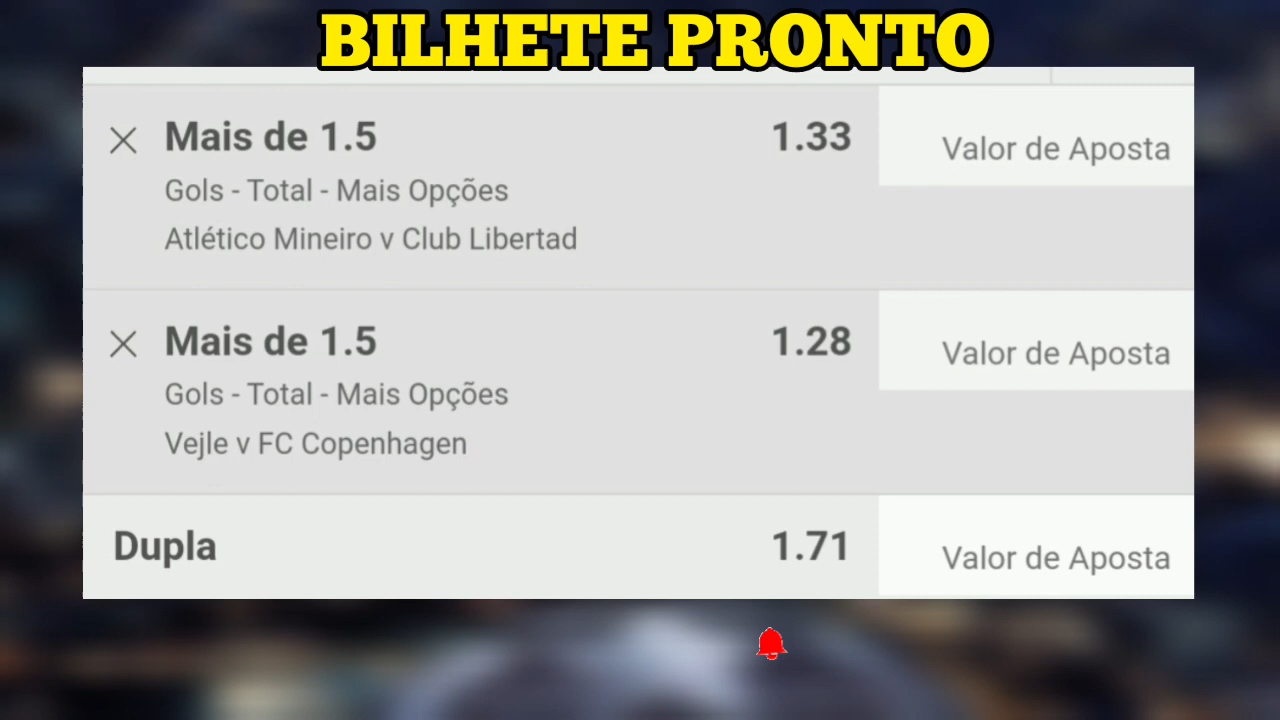 BILHETE PRONTO
Mais de 1.5 1.33 Valor de Aposta
Gols - Total - Mais Opções
Atlético Mineiro v Club Libertad
Mais de 1.5 1.28 Valor de Aposta
Gols - Total - Mais Opções
Vejle v FC Copenhagen
Dupla 1.71 Valor de Aposta